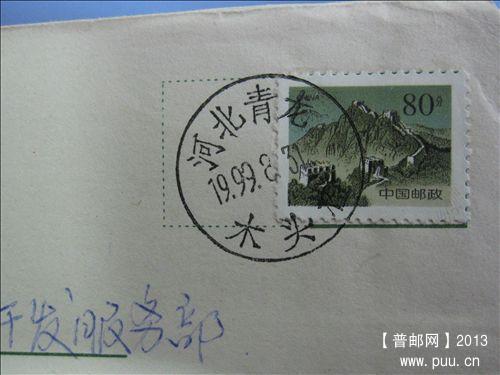 河北青龙
80分
CHINA
19.99.8.
中国邮政
头
开发服务部
【普邮网】2013
www.puu.cn